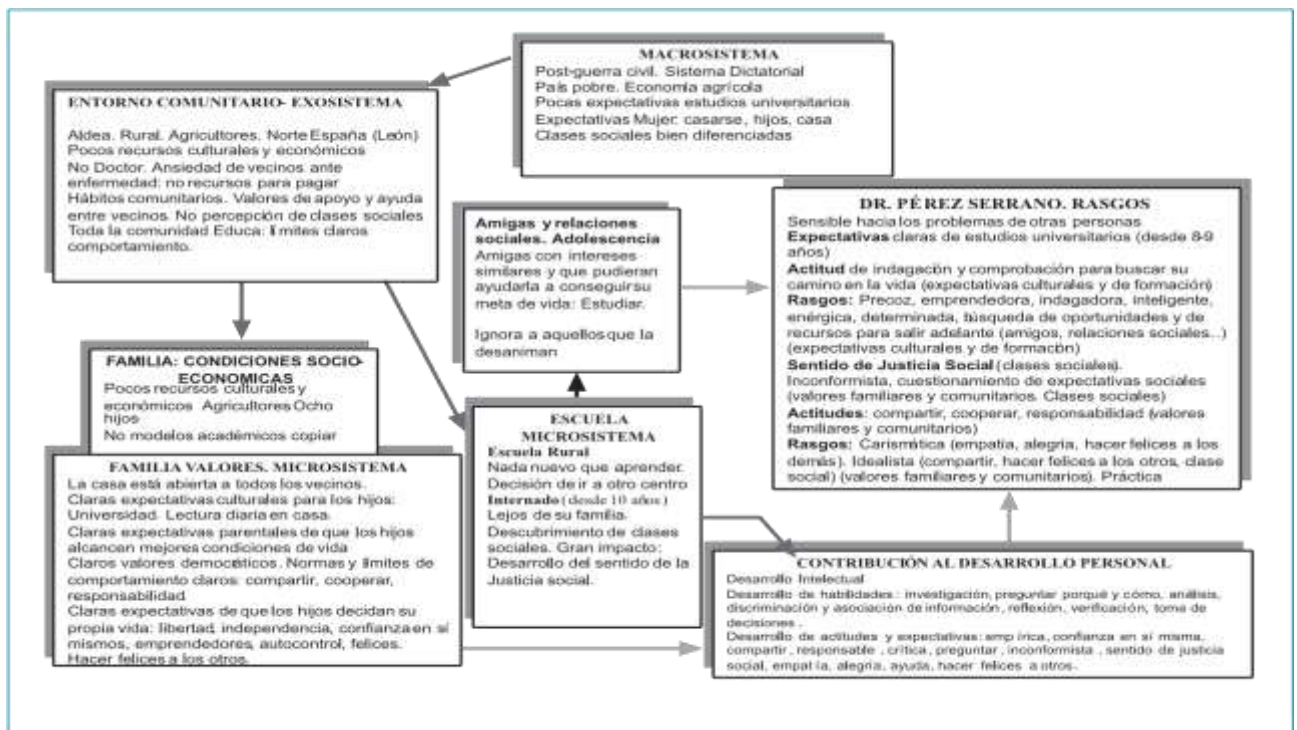 MACROSISTEMA
Post-guerra civil. Sistema Dictatorial
País pobre. Economía agrícola
Pocas expectativas estudios universitarios
Expectativas Mujer: casarse, hijos, casa
Clases sociales bien diferenciadas
ENTORNO COMUNITARIO- EXOSISTEMA
Aldea. Rural. Agricultores. Norte España (León)
Pocos recursos culturales y económicos
No Doctor. Ansiedad de vecinos ante
enfermedad: no recursos para pagar
Hábitos comunitarios. Valores de apoyo y ayuda
entre vecinos. No percepción de clases sociales
Toda la comunidad Educa: límites claros
comportamiento.
Amigas y relaciones
sociales. Adolescencia
Amigas con intereses
similares y que pudieran
ayudarla a conseguir su
meta de vida: Estudiar.
Ignora a aquellos que la
desaniman
DR. PÉREZ SERRANO. RASGOS
Sensible hacia los problemas de otras personas
Expectativas claras de estudios universitarios (desde 8-9
años)
Actitud de indagación y comprobación para buscar su
camino en la vida (expectativas culturales y de formación)
Rasgos: Precoz, emprendedora, indagadora, inteligente,
enérgica, determinada, búsqueda de oportunidades y de
recursos para salir adelante (amigos, relaciones sociales...)
(expectativas culturales y de formación)
Sentido de Justicia Social (clases sociales).
Inconformista, cuestionamiento de expectativas sociales
(valores familiares y comunitarios. Clases sociales)
Actitudes: compartir, cooperar, responsabilidad (valores
familiares y comunitarios)
Rasgos: Carismática (empatía, alegría, hacer felices a los
demás). Idealista (compartir, hacer felices a los otros, clase
social) (valores familiares y comunitarios). Práctica
FAMILIA: CONDICIONES SOCIO-
ECONOMICAS
Pocos recursos culturales y
económicos Agricultores Ocho
hijos
No modelos académicos copiar
FAMILIA VALORES. MICROSISTEMA
La casa está abierta a todos los vecinos.
Claras expectativas culturales para los hijos:
Universidad. Lectura diaria en casa.
Claras expectativas parentales de que los hijos
alcancen mejores condiciones de vida
Claros valores democráticos. Normas y límites de
comportamiento claros: compartir, cooperar,
responsabilidad
Claras expectativas de que los hijos decidan su
propia vida: libertad, independencia, confianza en sí
mismos, emprendedores, autocontrol, felices.
Hacer felices a los otros.
ESCUELA
MICROSISTEMA
Escuela Rural
Nada nuevo que aprender.
Decisión de ir a otro centro
Internado (desde 10 años)
Lejos de su familia.
Descubrimiento de clases
sociales. Gran impacto:
Desarrollo del sentido de la
Justicia social.
CONTRIBUCIÓN AL DESARROLLO PERSONAL
Desarrollo Intelectual
Desarrollo de habilidades: investigación, preguntar porqué y cómo, análisis,
discriminación y asociación de información, reflexión, verificación, toma de
decisiones.
Desarrollo de actitudes y expectativas: empírica, confianza en sí misma,
compartir, responsable, crítica, preguntar, inconformista, sentido de justicia
social, empatía, alegría, ayuda, hacer felices a otros.